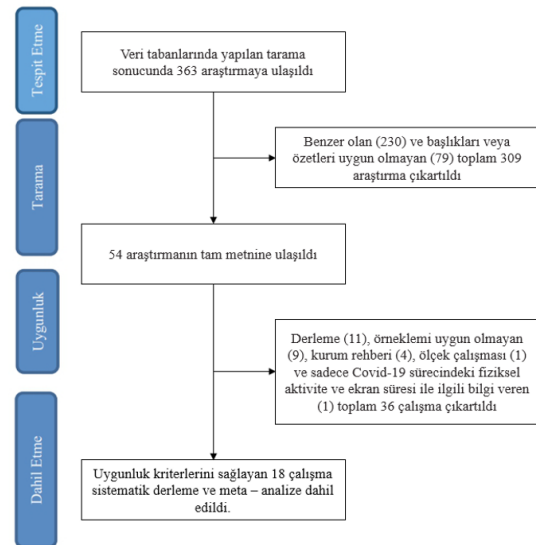 Tespit Etme
Veri tabanlarında yapılan tarama
sonucunda 363 araştırmaya ulaşıldı
Tarama
Benzer olan (230) ve başlıkları veya
özetleri uygun olmayan (79) toplam 309
araştırma çıkartıldı
54 araştırmanın tam metnine ulaşıldı
Uygunluk
Derleme (11), örneklemi uygun olmayan
(9), kurum rehberi (4), ölçek çalışması (1)
ve sadece Covid-19 sürecindeki fiziksel
aktivite ve ekran süresi ile ilgili bilgi veren
(1) toplam 36 çalışma çıkartıldı
Dahil Etme
Uygunluk kriterlerini sağlayan 18 çalışma
sistematik derleme ve meta – analize dahil
edildi.